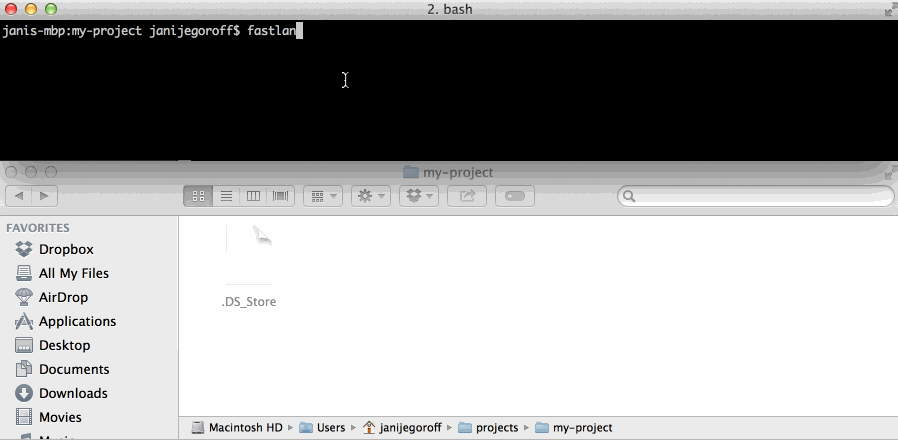 2. bash
janis-mbp:my-project janijegoroff$ fastlan
my-project
FAVORITES
Dropbox
All My Files
AirDrop
Applications
Desktop
Documents
Downloads
Movies
.DS_Store
Macintosh HD ▸ Users ▸ janijegoroff ▸ projects ▸ my-project